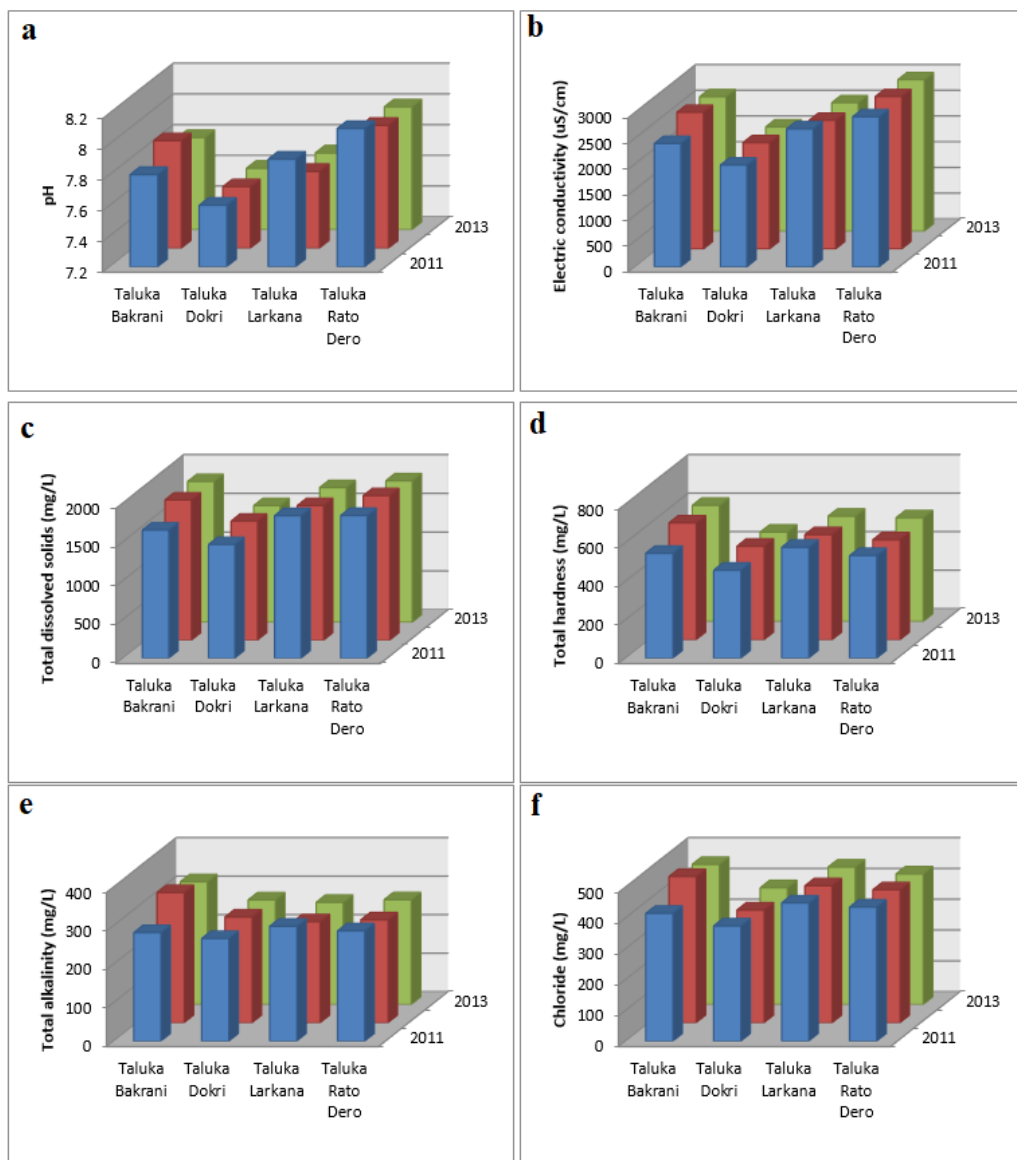 a
pH
8.2
8
7.8
7.6
7.4
7.2
2013
2011
Taluka Taluka Taluka Taluka
Bakrani Dokri Larkana Rato
Dero
b
Electric conductivity (uS/cm)
3000
2500
2000
1500
1000
500
0
2013
2011
Taluka Taluka Taluka Taluka
Bakrani Dokri Larkana Rato
Dero
c
Total dissolved solids (mg/L)
2000
1500
1000
500
0
2013
2011
Taluka Taluka Taluka Taluka
Bakrani Dokri Larkana Rato
Dero
d
Total hardness (mg/L)
800
600
400
200
0
2013
2011
Taluka Taluka Taluka Taluka
Bakrani Dokri Larkana Rato
Dero
e
Total alkalinity (mg/L)
400
300
200
100
0
2013
2011
Taluka Taluka Taluka Taluka
Bakrani Dokri Larkana Rato
Dero
f
Chloride (mg/L)
500
400
300
200
100
0
2013
2011
Taluka Taluka Taluka Taluka
Bakrani Dokri Larkana Rato
Dero